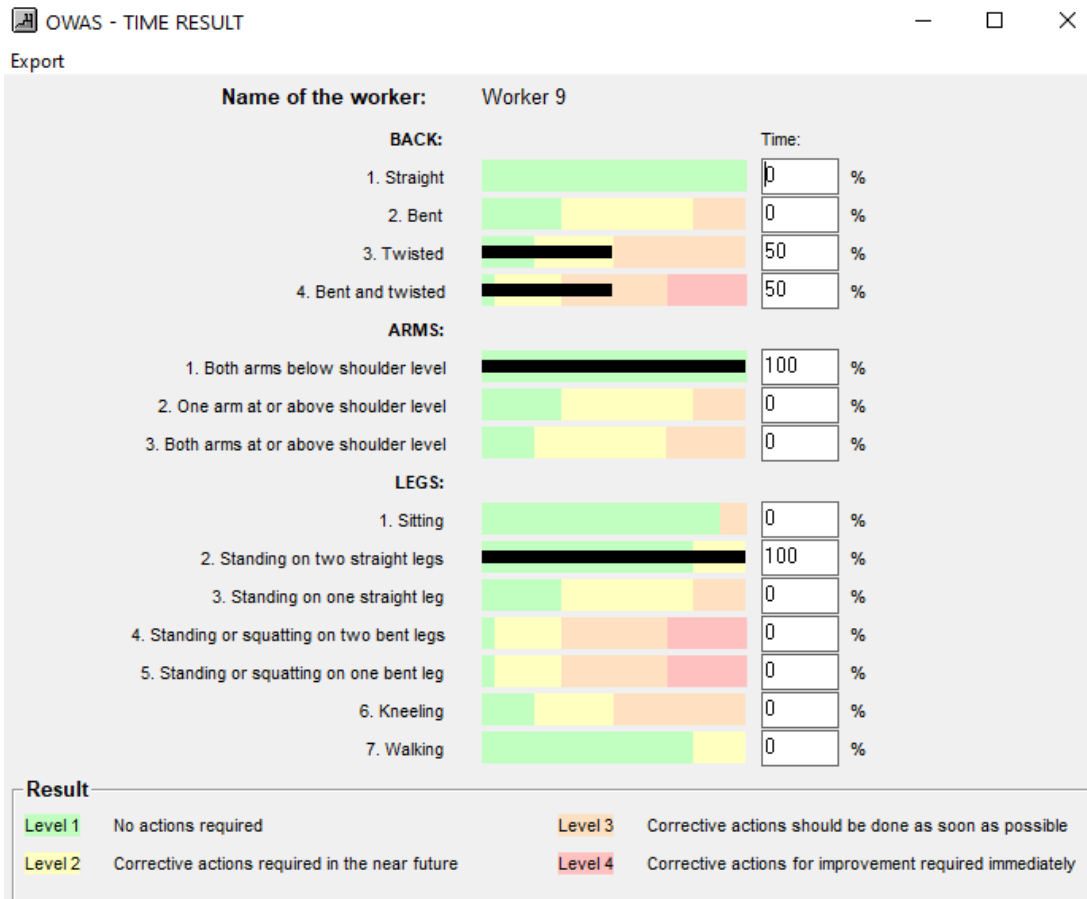 OWAS - TIME RESULT
Export
Name of the worker: Worker 9
BACK: Time:
1. Straight 0 %
2. Bent 0 %
3. Twisted 50 %
4. Bent and twisted 50 %
ARMS:
1. Both arms below shoulder level 100 %
2. One arm at or above shoulder level 0 %
3. Both arms at or above shoulder level 0 %
LEGS:
1. Sitting 0 %
2. Standing on two straight legs 100 %
3. Standing on one straight leg 0 %
4. Standing or squatting on two bent legs 0 %
5. Standing or squatting on one bent leg 0 %
6. Kneeling 0 %
7. Walking 0 %
Result
Level 1 No actions required Level 3 Corrective actions should be done as soon as possible
Level 2 Corrective actions required in the near future Level 4 Corrective actions for improvement required immediately